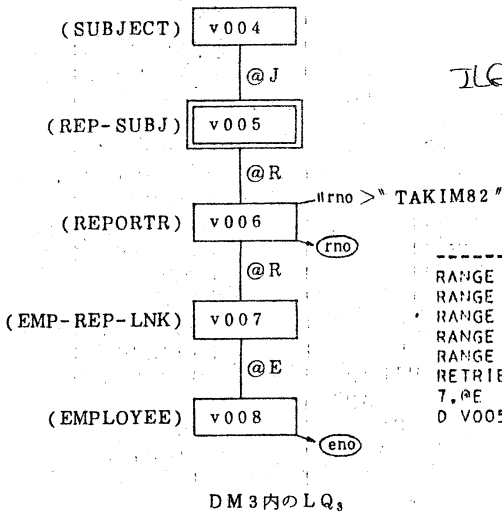 (SUBJECT) v004
@J
(REP-SUBJ) v005
@R
(REPORTR) v006
rno > "TAKIM82"
rno
@R
(EMP-REP-LNK) v007
@E
(EMPLOYEE) v008
eno
RANGE
RANGE
RANGE
RANGE
RANGE
RETRIE
7.@E
D V005
DM3内のLQ₃